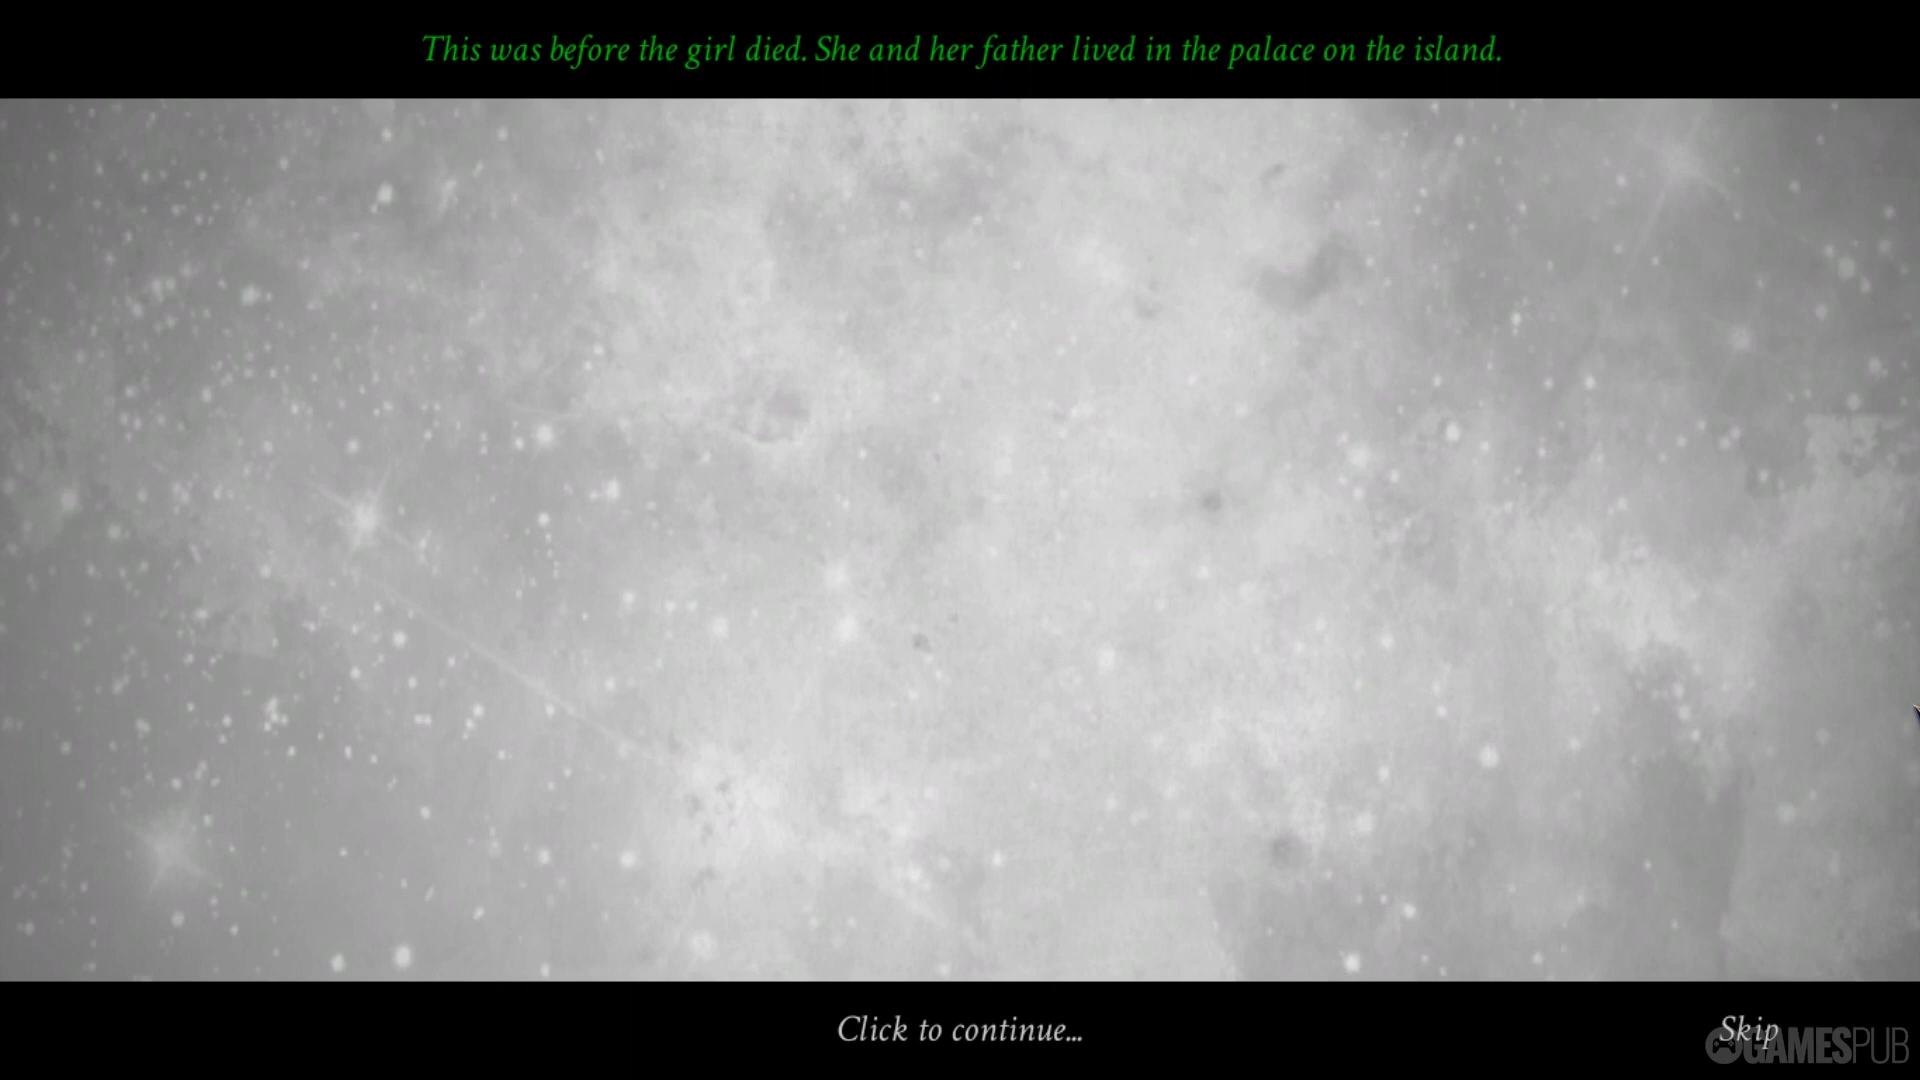 This was before the girl died. She and her father lived in the palace on the island.
Click to continue...
Skip
GAMESPUB